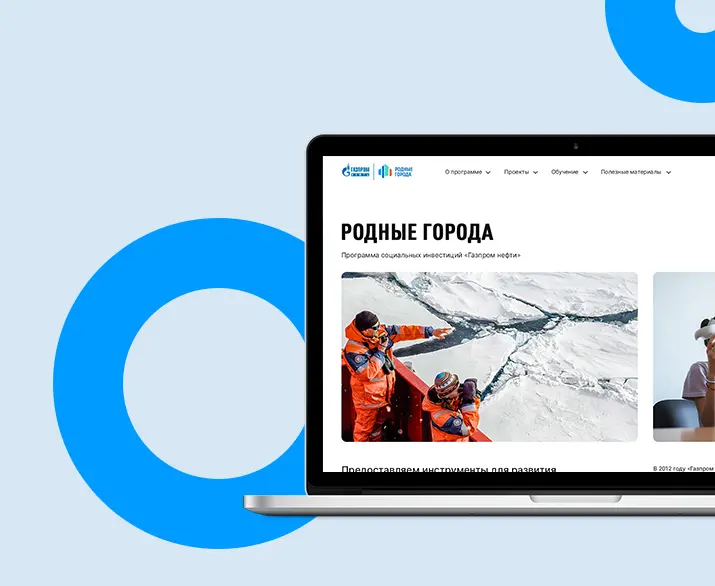 ГАЗПРОМ
НЕФТЬ
РОДНЫЕ
ГОРОДА
О программе
Проекты
Обучение
Полезные материалы
РОДНЫЕ ГОРОДА
Программа социальных инвестиций «Газпром нефти»
Предоставляем инструменты для развития
В 2012 году «Газпром